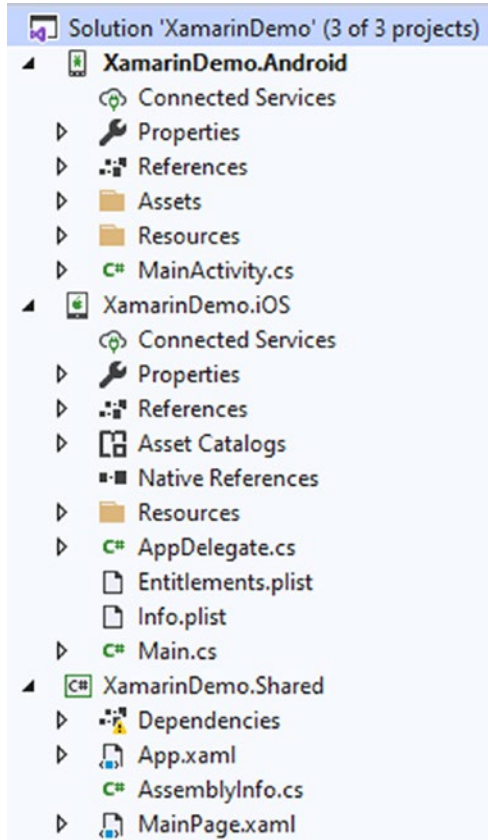 Solution 'XamarinDemo' (3 of 3 projects)
XamarinDemo.Android
Connected Services
Properties
References
Assets
Resources
C# MainActivity.cs
XamarinDemo.iOS
Connected Services
Properties
References
Asset Catalogs
Native References
Resources
C# AppDelegate.cs
Entitlements.plist
Info.plist
C# Main.cs
C# XamarinDemo.Shared
Dependencies
App.xaml
C# AssemblyInfo.cs
MainPage.xaml